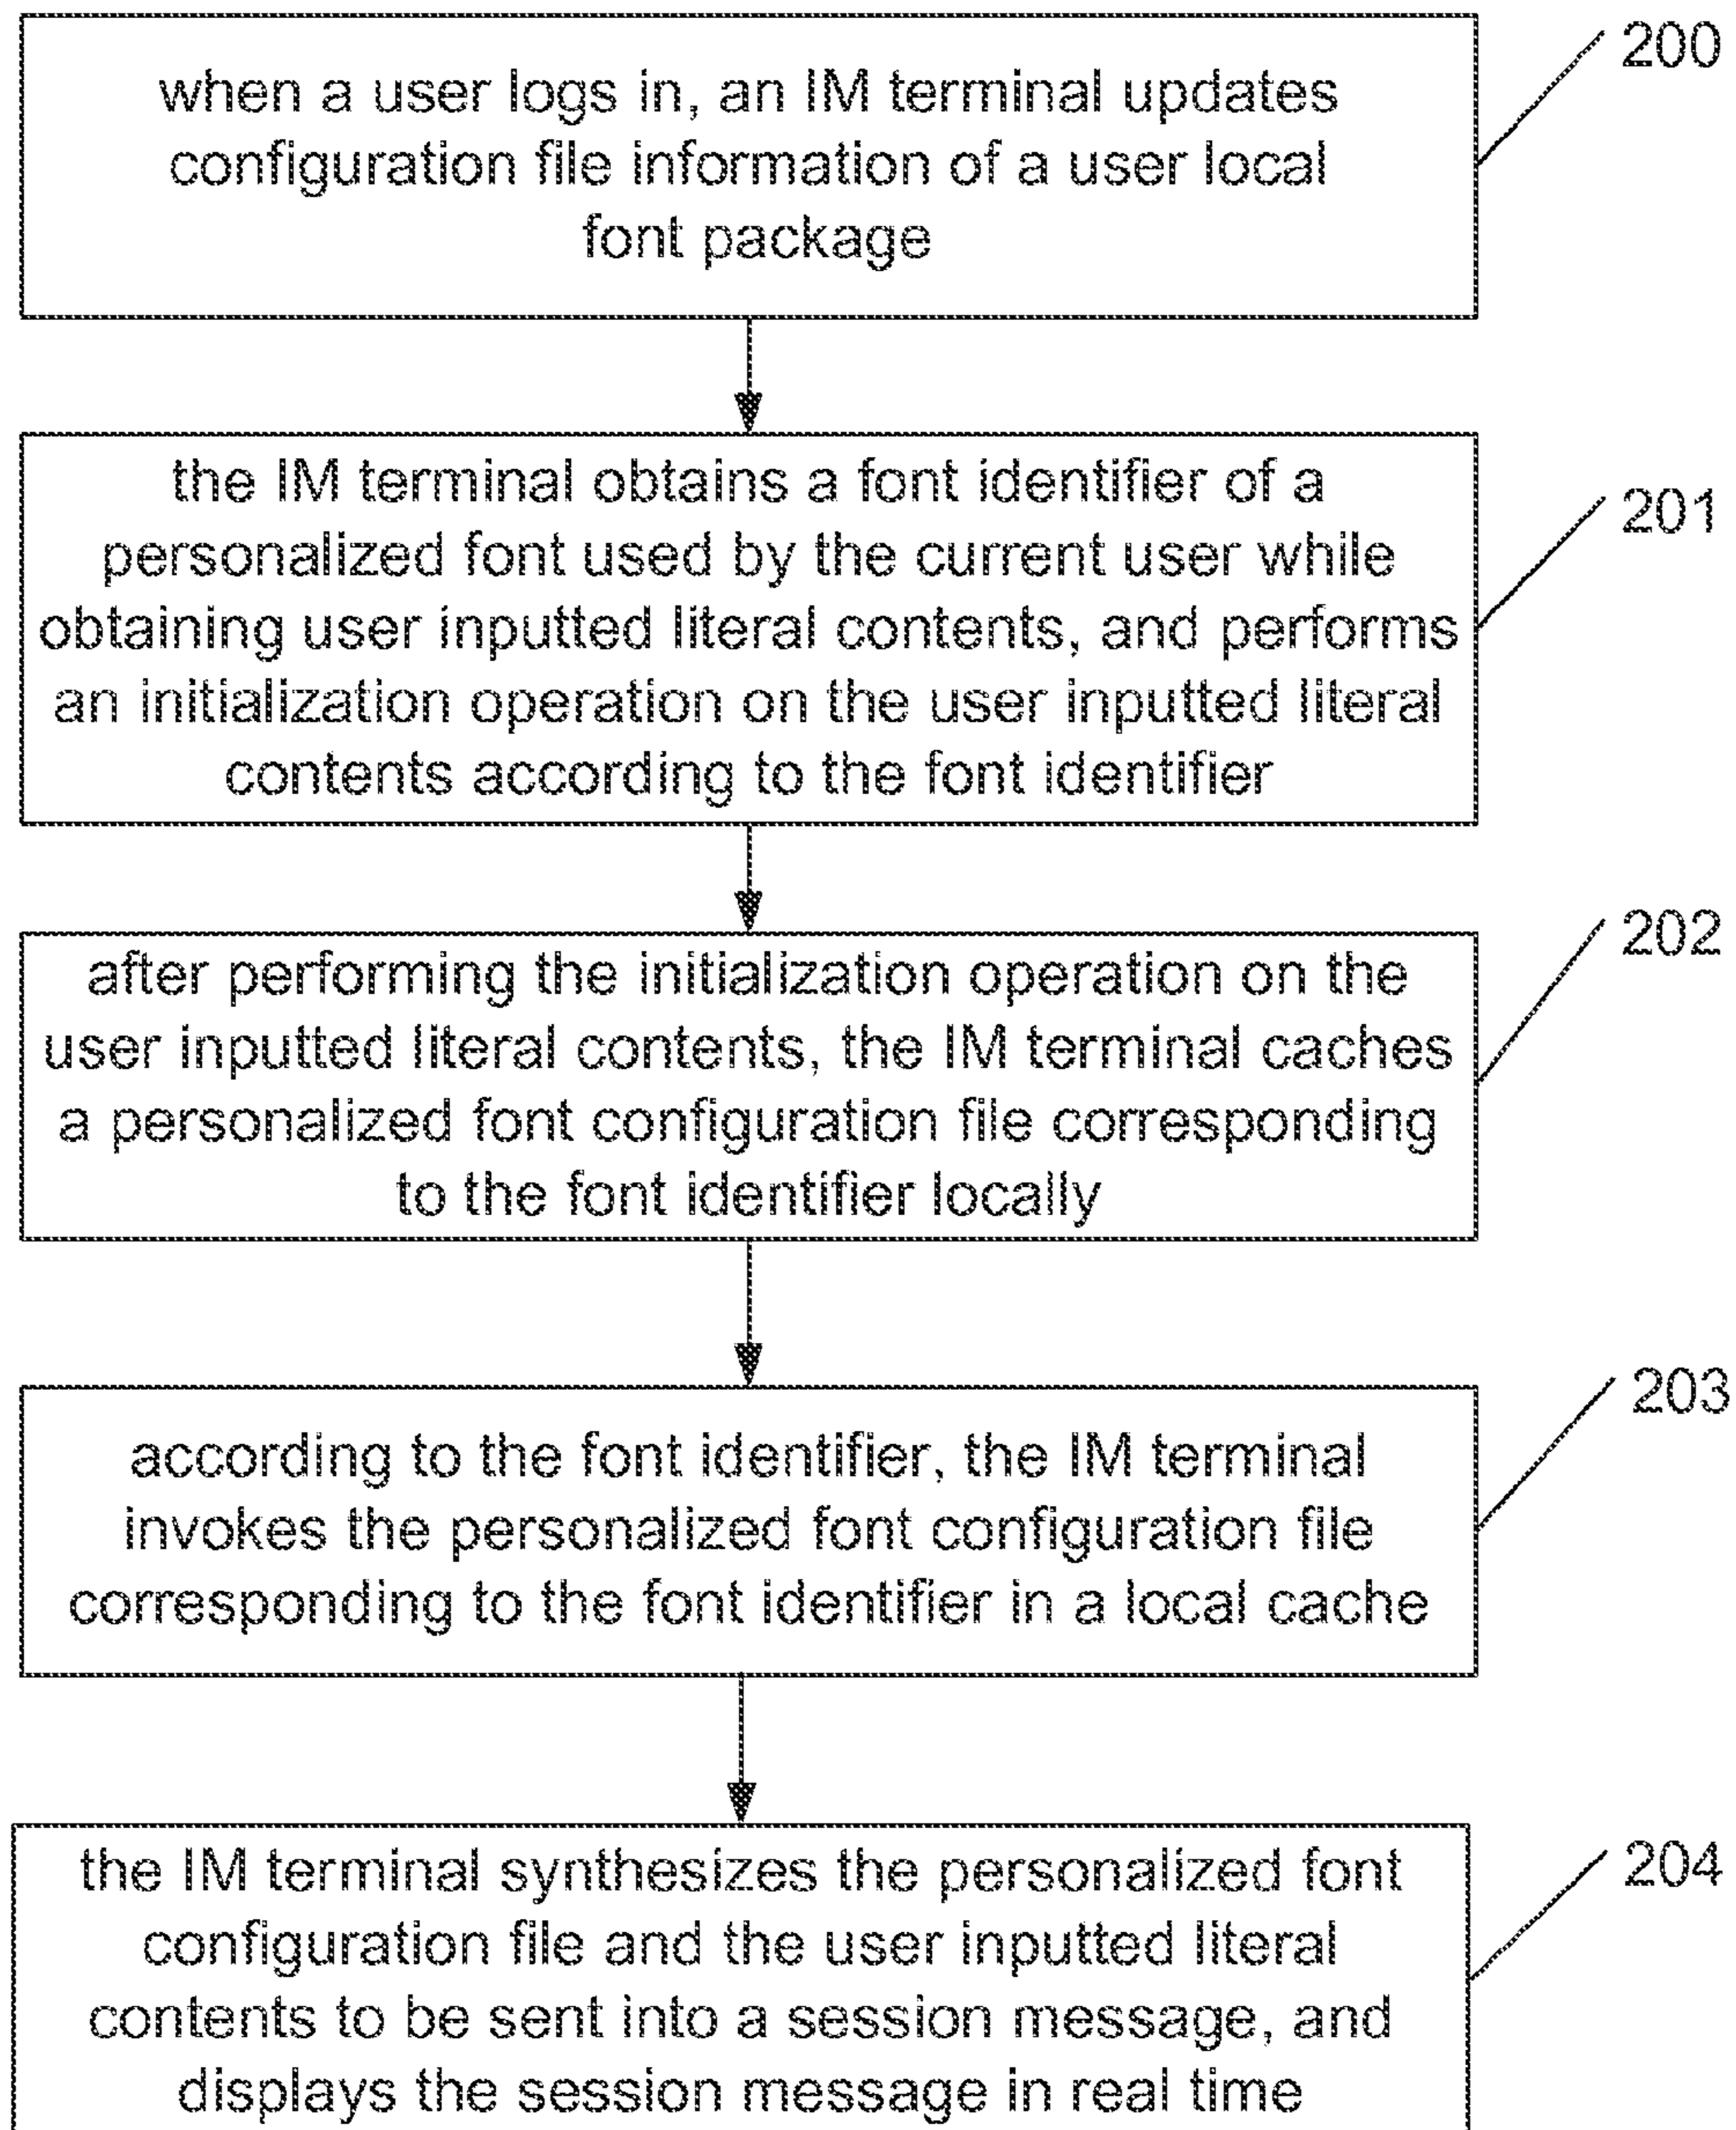 when a user logs in, an IM terminal updates
configuration file information of a user local
font package
200
the IM terminal obtains a font identifier of a
personalized font used by the current user while
obtaining user inputted literal contents, and performs
an initialization operation on the user inputted literal
contents according to the font identifier
201
after performing the initialization operation on the
user inputted literal contents, the IM terminal caches
a personalized font configuration file corresponding
to the font identifier locally
202
according to the font identifier, the IM terminal
invokes the personalized font configuration file
corresponding to the font identifier in a local cache
203
the IM terminal synthesizes the personalized font
configuration file and the user inputted literal
contents to be sent into a session message, and
displays the session message in real time
204